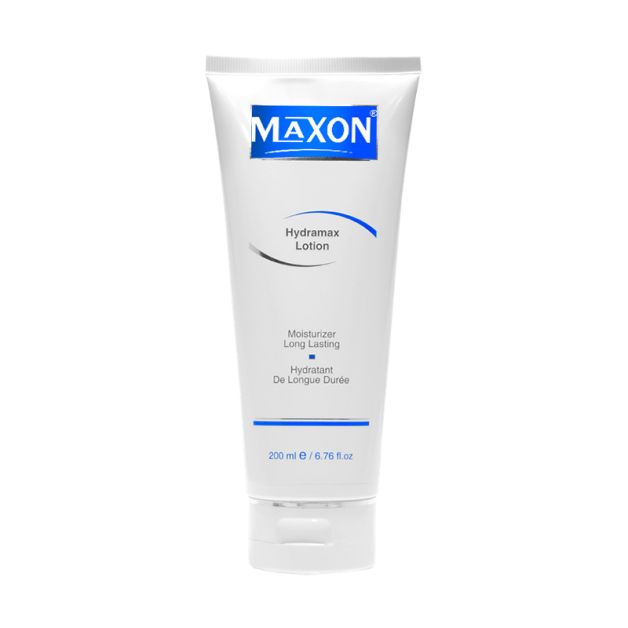 MAXON®
Hydramax
Lotion
Moisturizer
Long Lasting
Hydratant
De Longue Durée
200 ml e / 6.76 fl.oz